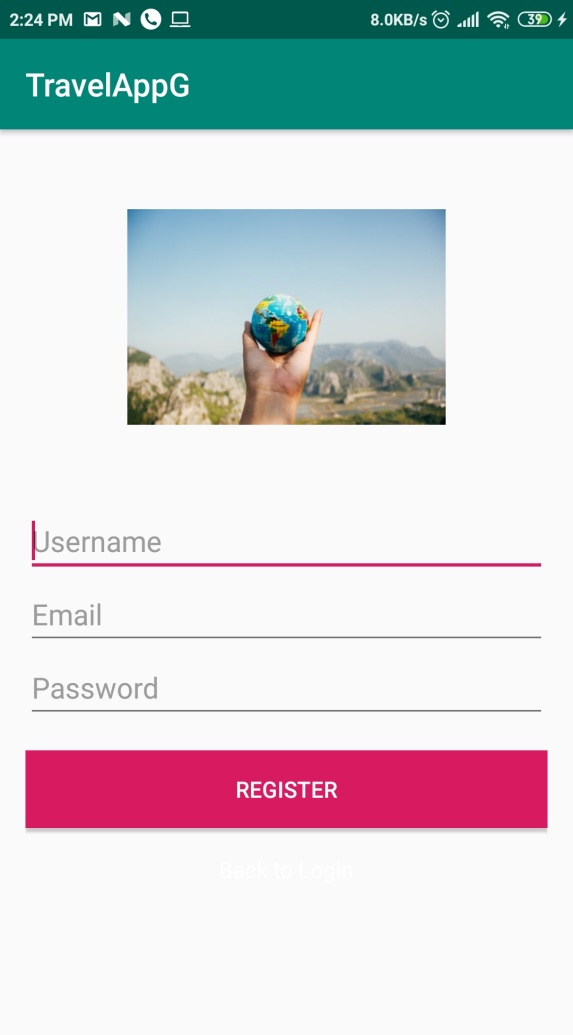 2:24 PM 8.0KB/s 39
TravelAppG
Username
Email
Password
REGISTER
Back to Login